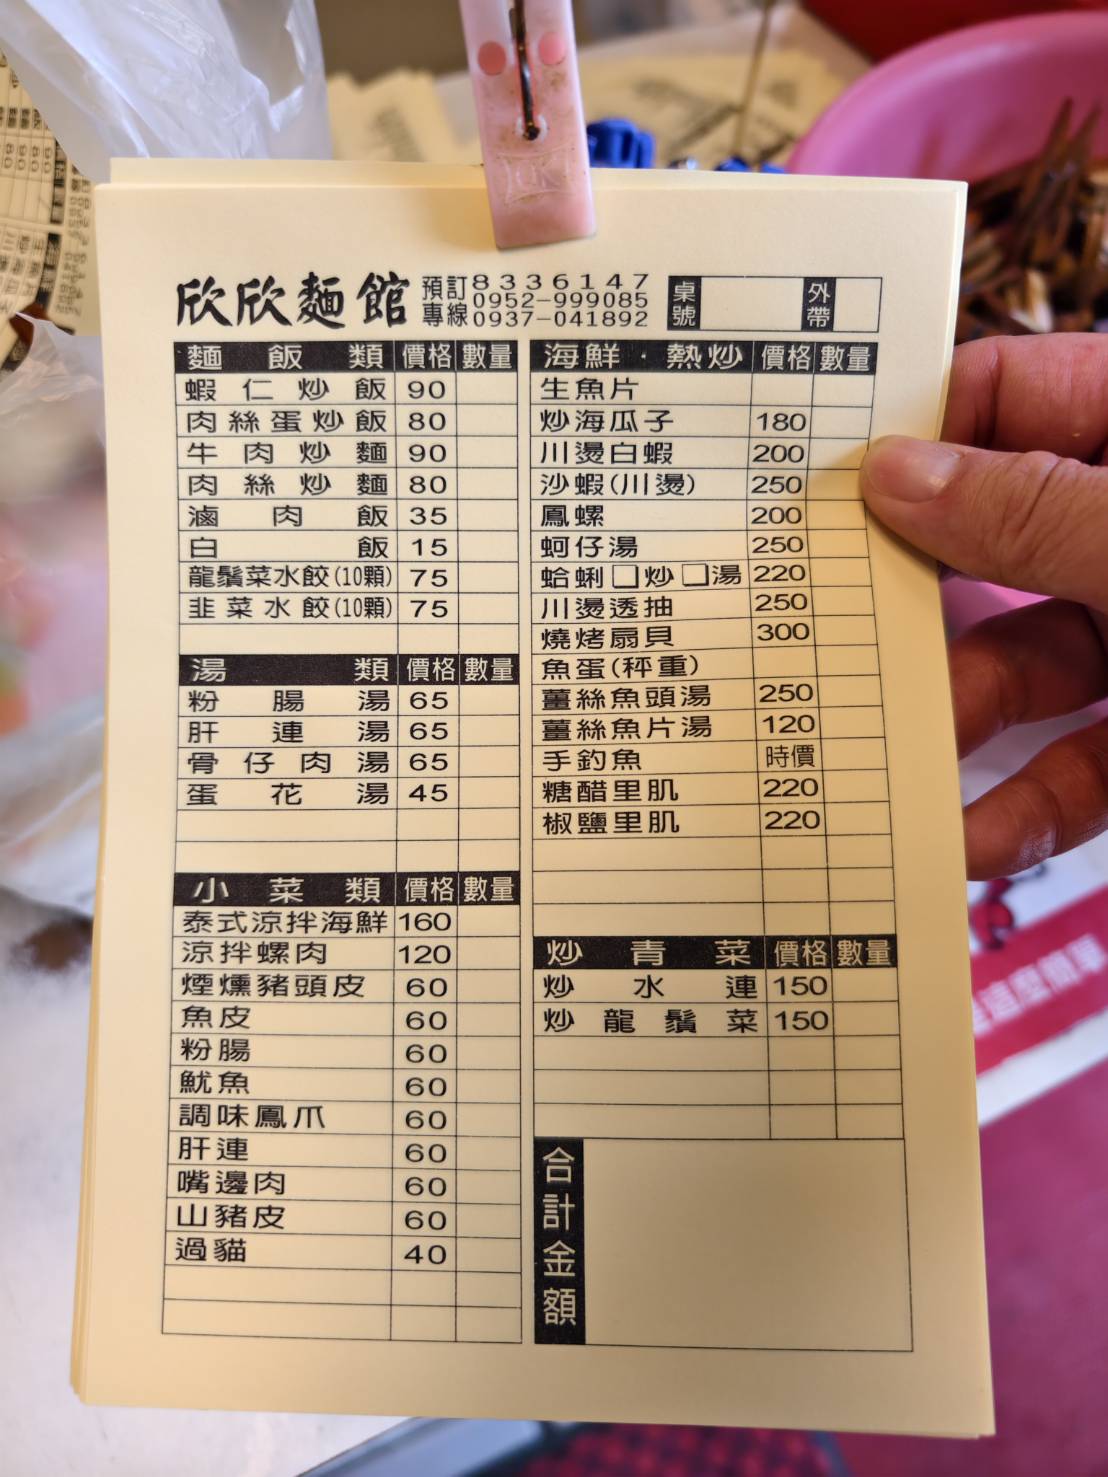 欣欣麵館
預訂專線
8336147
0952-999085
0937-041892
桌號
外帶
麵飯類 價格 數量
蝦仁炒飯 90
肉絲蛋炒飯 80
牛肉炒麵 90
肉絲炒麵 80
滷肉飯 35
白飯 15
龍鬚菜水餃(10顆) 75
韭菜水餃(10顆) 75
湯類 價格 數量
粉腸湯 65
肝連湯 65
骨仔肉湯 65
蛋花湯 45
小菜類 價格 數量
泰式涼拌海鮮 160
涼拌螺肉 120
煙燻豬頭皮 60
魚皮 60
粉腸 60
魷魚 60
調味鳳爪 60
肝連 60
嘴邊肉 60
山豬皮 60
過貓 40
海鮮·熱炒 價格 數量
生魚片
炒海瓜子 180
川燙白蝦 200
沙蝦(川燙) 250
鳳螺 200
蚵仔湯 250
蛤蜊□炒□湯 220
川燙透抽 250
燒烤扇貝 300
魚蛋(秤重)
薑絲魚頭湯 250
薑絲魚片湯 120
手釣魚 時價
糖醋里肌 220
椒鹽里肌 220
炒青菜 價格 數量
炒水連 150
炒龍鬚菜 150
合計金額
這麼簡單